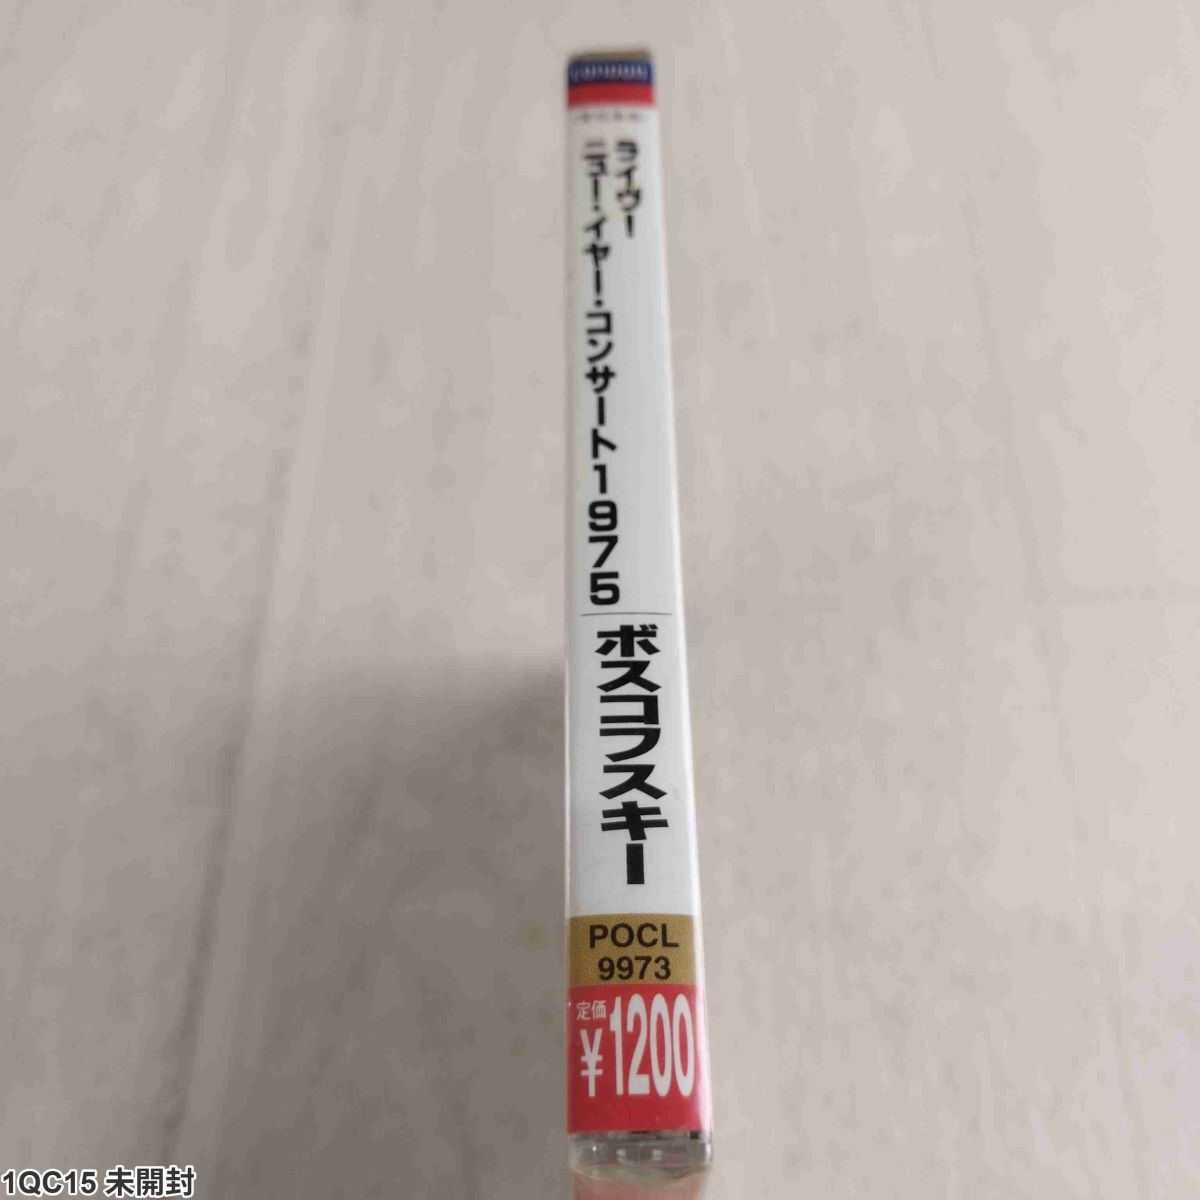 LONDON
ライヴ！
ニュー・イヤー・コンサート1975
ボスコフスキー
POCL
9973
定価
¥1200
1QC15 未開封